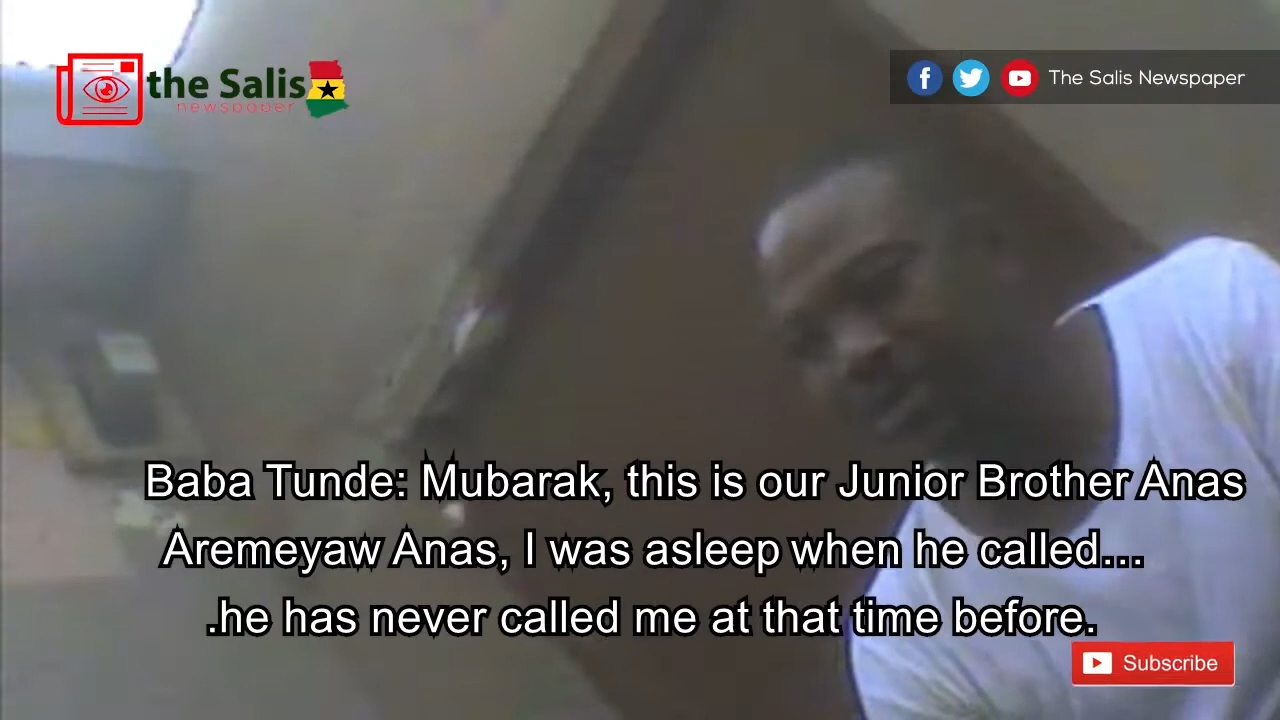 the Salis
newspaper
The Salis Newspaper
Baba Tunde: Mubarak, this is our Junior Brother Anas
Aremeyaw Anas, I was asleep when he called...
.he has never called me at that time before.
Subscribe